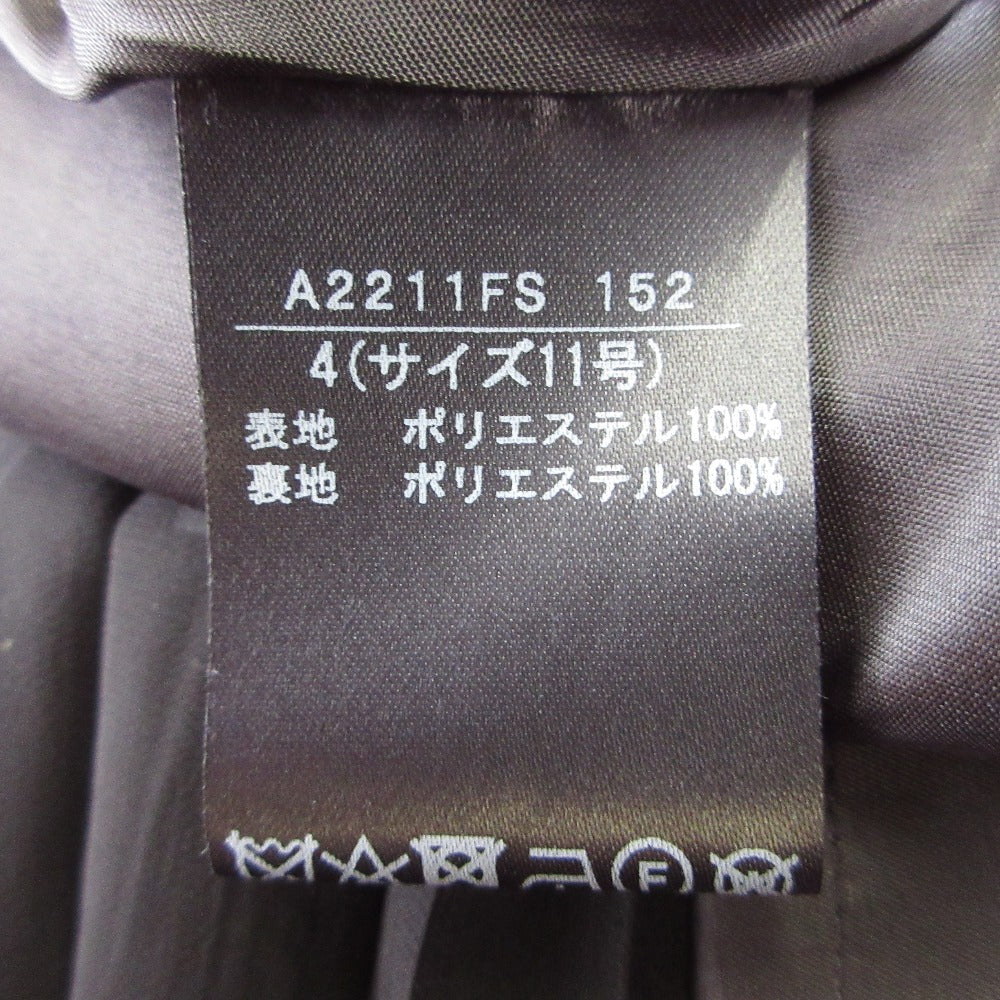 A2211FS 152
4(サイズ11号)
表地 ポリエステル100%
裏地 ポリエステル100%
F
W